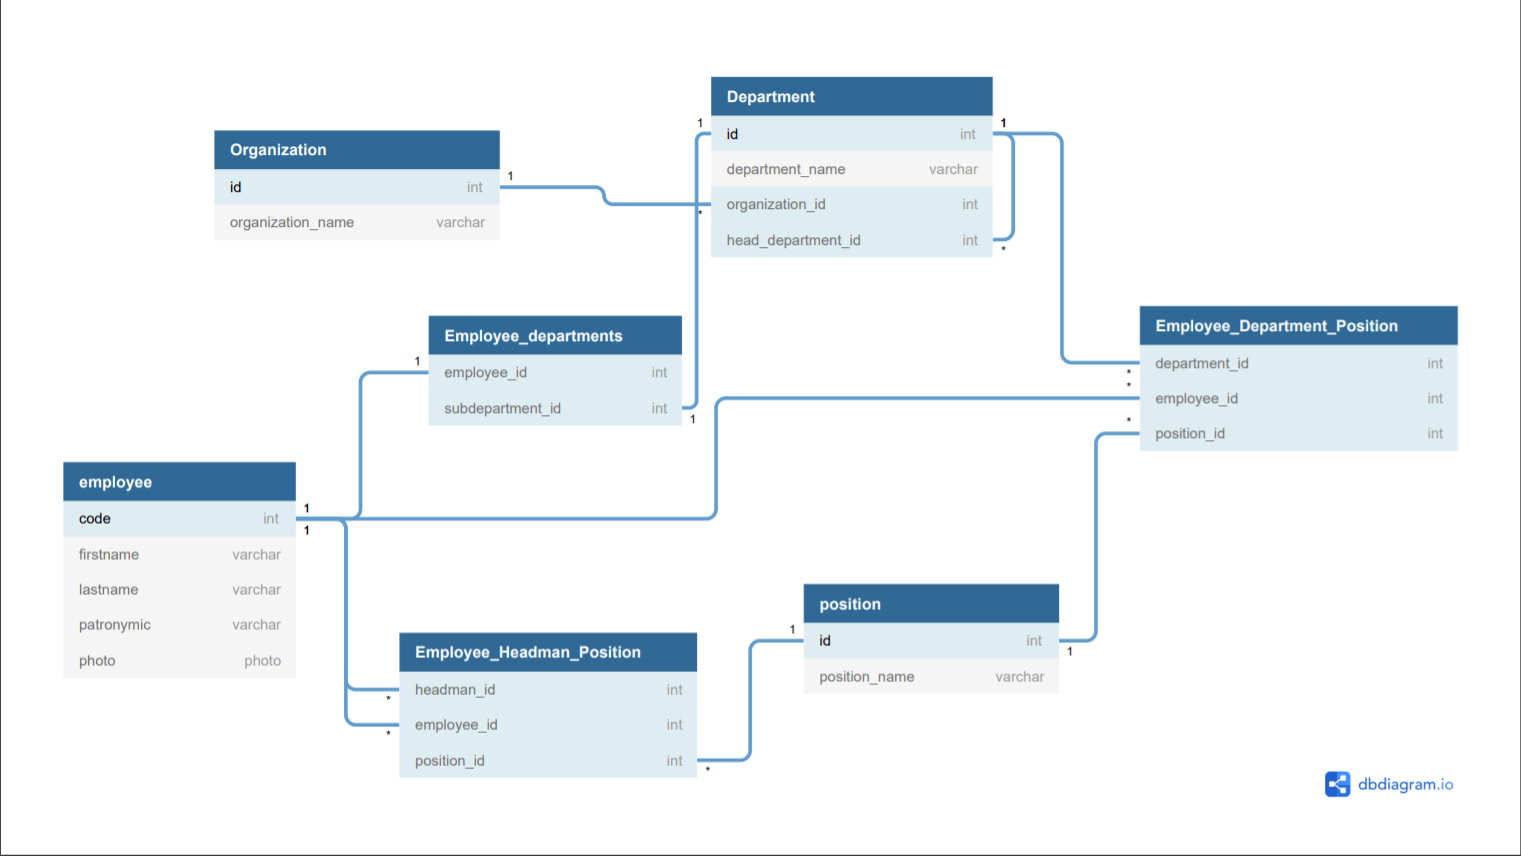 Department
1
id int
1
department_name varchar
organization_id int
*
head_department_id int
*
Organization
id int
1
organization_name varchar
Employee_departments
1
employee_id int
subdepartment_id int
1
Employee_Department_Position
department_id int
*
*
employee_id int
*
position_id int
employee
code int
1
1
firstname varchar
lastname varchar
patronymic varchar
photo photo
Employee_Headman_Position
headman_id int
*
employee_id int
*
position_id int
*
position
1
id int
1
position_name varchar
dbdiagram.io